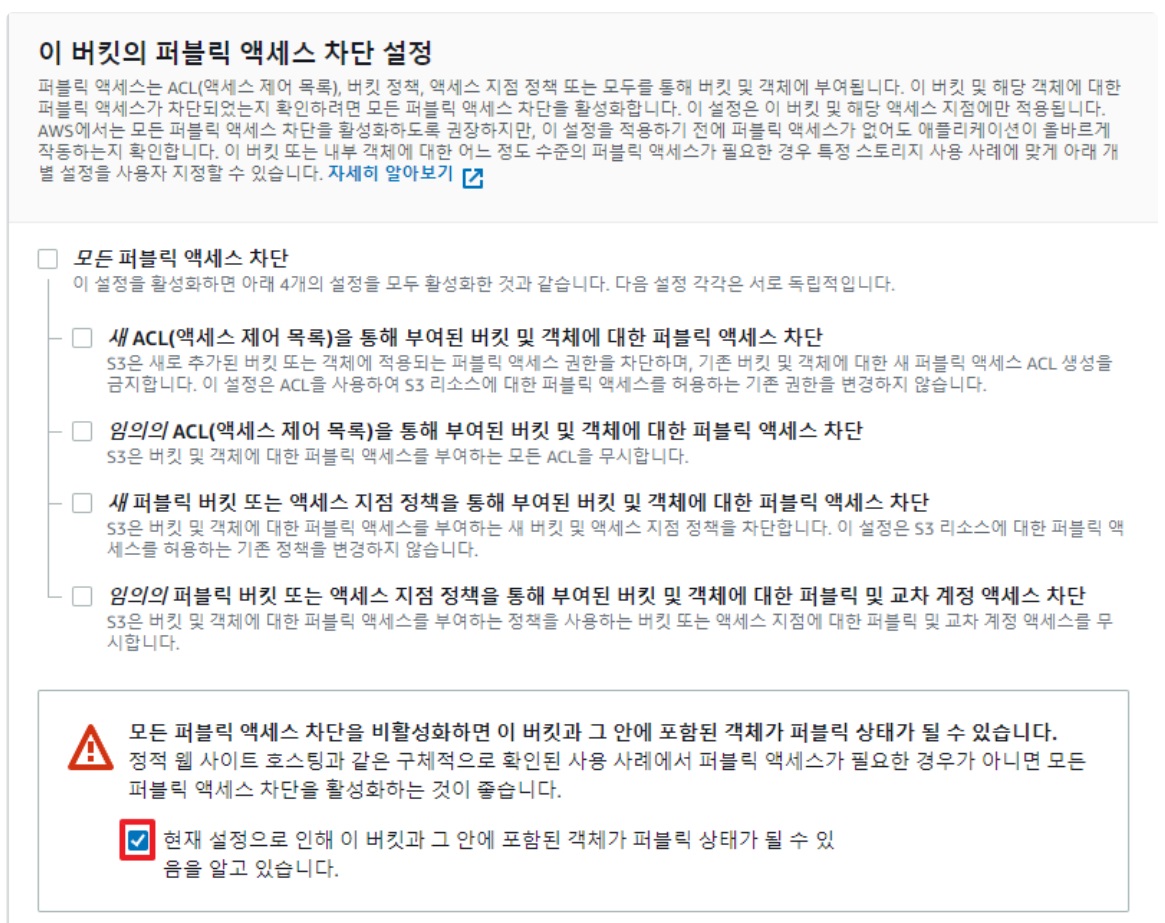 이 버킷의 퍼블릭 액세스 차단 설정
퍼블릭 액세스는 ACL(액세스 제어 목록), 버킷 정책, 액세스 지점 정책 또는 모두를 통해 버킷 및 객체에 부여됩니다. 이 버킷 및 해당 객체에 대한
퍼블릭 액세스가 차단되었는지 확인하려면 모든 퍼블릭 액세스 차단을 활성화합니다. 이 설정은 이 버킷 및 해당 액세스 지점에만 적용됩니다.
AWS에서는 모든 퍼블릭 액세스 차단을 활성화하도록 권장하지만, 이 설정을 적용하기 전에 퍼블릭 액세스가 없어도 애플리케이션이 올바르게
작동하는지 확인합니다. 이 버킷 또는 내부 객체에 대한 어느 정도 수준의 퍼블릭 액세스가 필요한 경우 특정 스토리지 사용 사례에 맞게 아래 개
별 설정을 사용자 지정할 수 있습니다. 자세히 알아보기
모든 퍼블릭 액세스 차단
이 설정을 활성화하면 아래 4개의 설정을 모두 활성화한 것과 같습니다. 다음 설정 각각은 서로 독립적입니다.
새 ACL(액세스 제어 목록)을 통해 부여된 버킷 및 객체에 대한 퍼블릭 액세스 차단
S3은 새로 추가된 버킷 또는 객체에 적용되는 퍼블릭 액세스 권한을 차단하며, 기존 버킷 및 객체에 대한 새 퍼블릭 액세스 ACL 생성을
금지합니다. 이 설정은 ACL을 사용하여 S3 리소스에 대한 퍼블릭 액세스를 허용하는 기존 권한을 변경하지 않습니다.
임의의 ACL(액세스 제어 목록)을 통해 부여된 버킷 및 객체에 대한 퍼블릭 액세스 차단
S3은 버킷 및 객체에 대한 퍼블릭 액세스를 부여하는 모든 ACL을 무시합니다.
새 퍼블릭 버킷 또는 액세스 지점 정책을 통해 부여된 버킷 및 객체에 대한 퍼블릭 액세스 차단
S3은 버킷 및 객체에 대한 퍼블릭 액세스를 부여하는 새 버킷 및 액세스 지점 정책을 차단합니다. 이 설정은 S3 리소스에 대한 퍼블릭 액
세스를 허용하는 기존 정책을 변경하지 않습니다.
임의의 퍼블릭 버킷 또는 액세스 지점 정책을 통해 부여된 버킷 및 객체에 대한 퍼블릭 및 교차 계정 액세스 차단
S3은 버킷 및 객체에 대한 퍼블릭 액세스를 부여하는 정책을 사용하는 버킷 또는 액세스 지점에 대한 퍼블릭 및 교차 계정 액세스를 무
시합니다.
모든 퍼블릭 액세스 차단을 비활성화하면 이 버킷과 그 안에 포함된 객체가 퍼블릭 상태가 될 수 있습니다.
정적 웹 사이트 호스팅과 같은 구체적으로 확인된 사용 사례에서 퍼블릭 액세스가 필요한 경우가 아니면 모든
퍼블릭 액세스 차단을 활성화하는 것이 좋습니다.
현재 설정으로 인해 이 버킷과 그 안에 포함된 객체가 퍼블릭 상태가 될 수 있
음을 알고 있습니다.